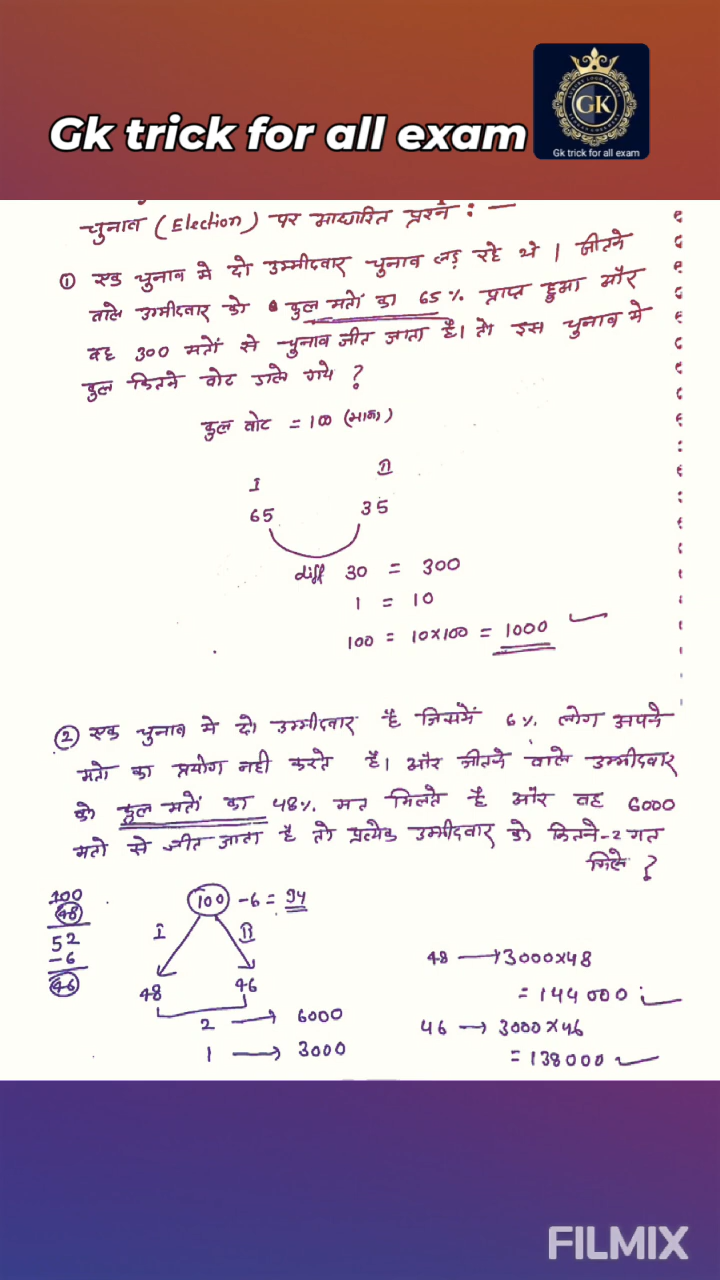 Gk trick for all exam
GK
Gk trick for all exam
चुनाव (Election) पर आधारित प्रश्न : —
① एक चुनाव में दो उम्मीदवार चुनाव लड़ रहे थे । जीतने
वाले उम्मीदवार को कुल मतों का 65% प्राप्त हुआ और
वह 300 मतों से चुनाव जीत जाता है। तो इस चुनाव में
कुल कितने वोट डाले गये ?
कुल वोट = 100 (माना)
I II
65 35
diff 30 = 300
1 = 10
100 = 10×100 = 1000
② एक चुनाव में दो उम्मीदवार है जिसमें 6% लोग अपने
मतों का प्रयोग नही करते है। और जीतने वाले उम्मीदवार
को कुल मतों का 48% मत मिलते है और वह 6000
मतो से जीत जाता है तो प्रत्येक उम्मीदवार को कितने-2 मत
मिले ?
100
48
52
-6
46
100 -6 = 94
I II
48 46
2 → 6000
1 → 3000
48 → 3000×48
= 144000
46 → 3000×46
= 138000
FILMIX